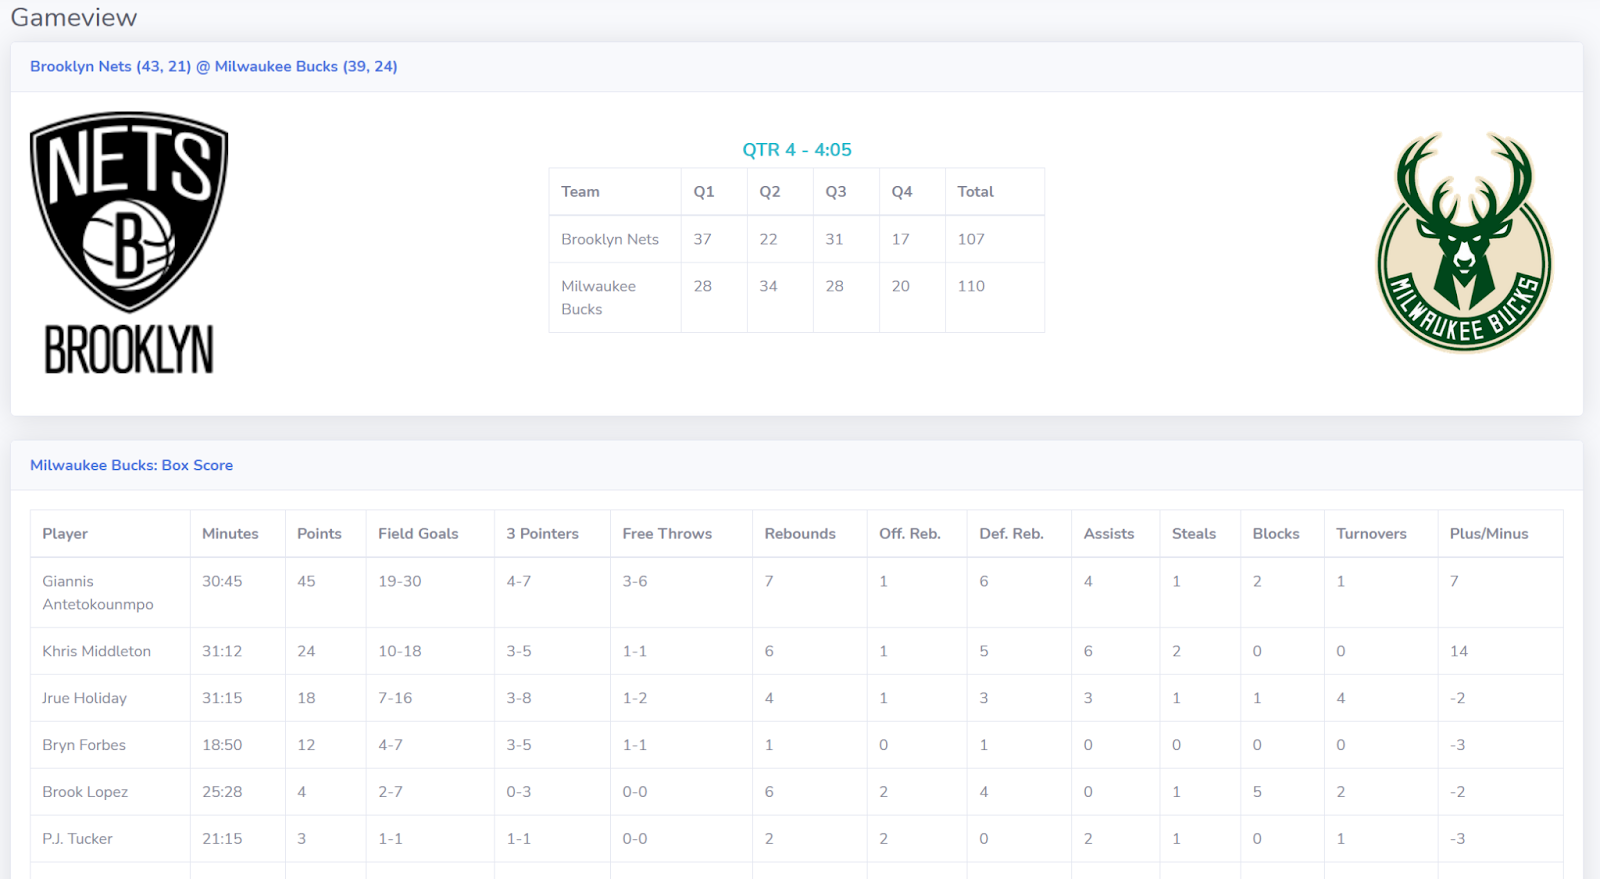 Gameview
Brooklyn Nets (43, 21) @ Milwaukee Bucks (39, 24)
NETS
B
BROOKLYN
QTR 4 - 4:05
Team Q1 Q2 Q3 Q4 Total
Brooklyn Nets 37 22 31 17 107
Milwaukee 28 34 28 20 110
Bucks
MILWAUKEE BUCKS
Milwaukee Bucks: Box Score
Player Minutes Points Field Goals 3 Pointers Free Throws Rebounds Off. Reb. Def. Reb. Assists Steals Blocks Turnovers Plus/Minus
Giannis 30:45 45 19-30 4-7 3-6 7 1 6 4 1 2 1 7
Antetokounmpo
Khris Middleton 31:12 24 10-18 3-5 1-1 6 1 5 6 2 0 0 14
Jrue Holiday 31:15 18 7-16 3-8 1-2 4 1 3 3 1 1 4 -2
Bryn Forbes 18:50 12 4-7 3-5 1-1 1 0 1 0 0 0 0 -3
Brook Lopez 25:28 4 2-7 0-3 0-0 6 2 4 0 1 5 2 -2
P.J. Tucker 21:15 3 1-1 1-1 0-0 2 2 0 2 1 0 1 -3